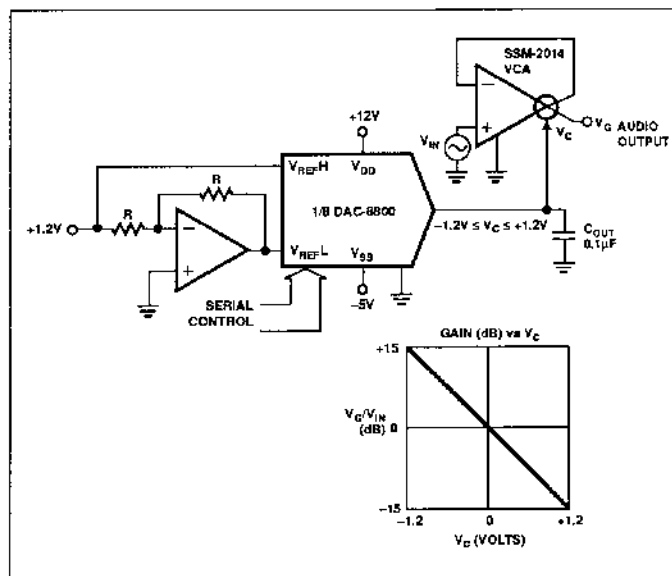 SSM-2014
VCA
+12V
V_IN
V_C
V_G AUDIO
OUTPUT
V_REFH
V_DD
R
R
+1.2V
1/8 DAC-8800
−1.2V ≤ V_C ≤ +1.2V
C_OUT
0.1µF
V_REFL
V_SS
SERIAL
CONTROL
−5V
GAIN (dB) vs V_C
+15
V_G/V_IN
(dB)
0
−15
−1.2
0
+1.2
V_C (VOLTS)
− + − +